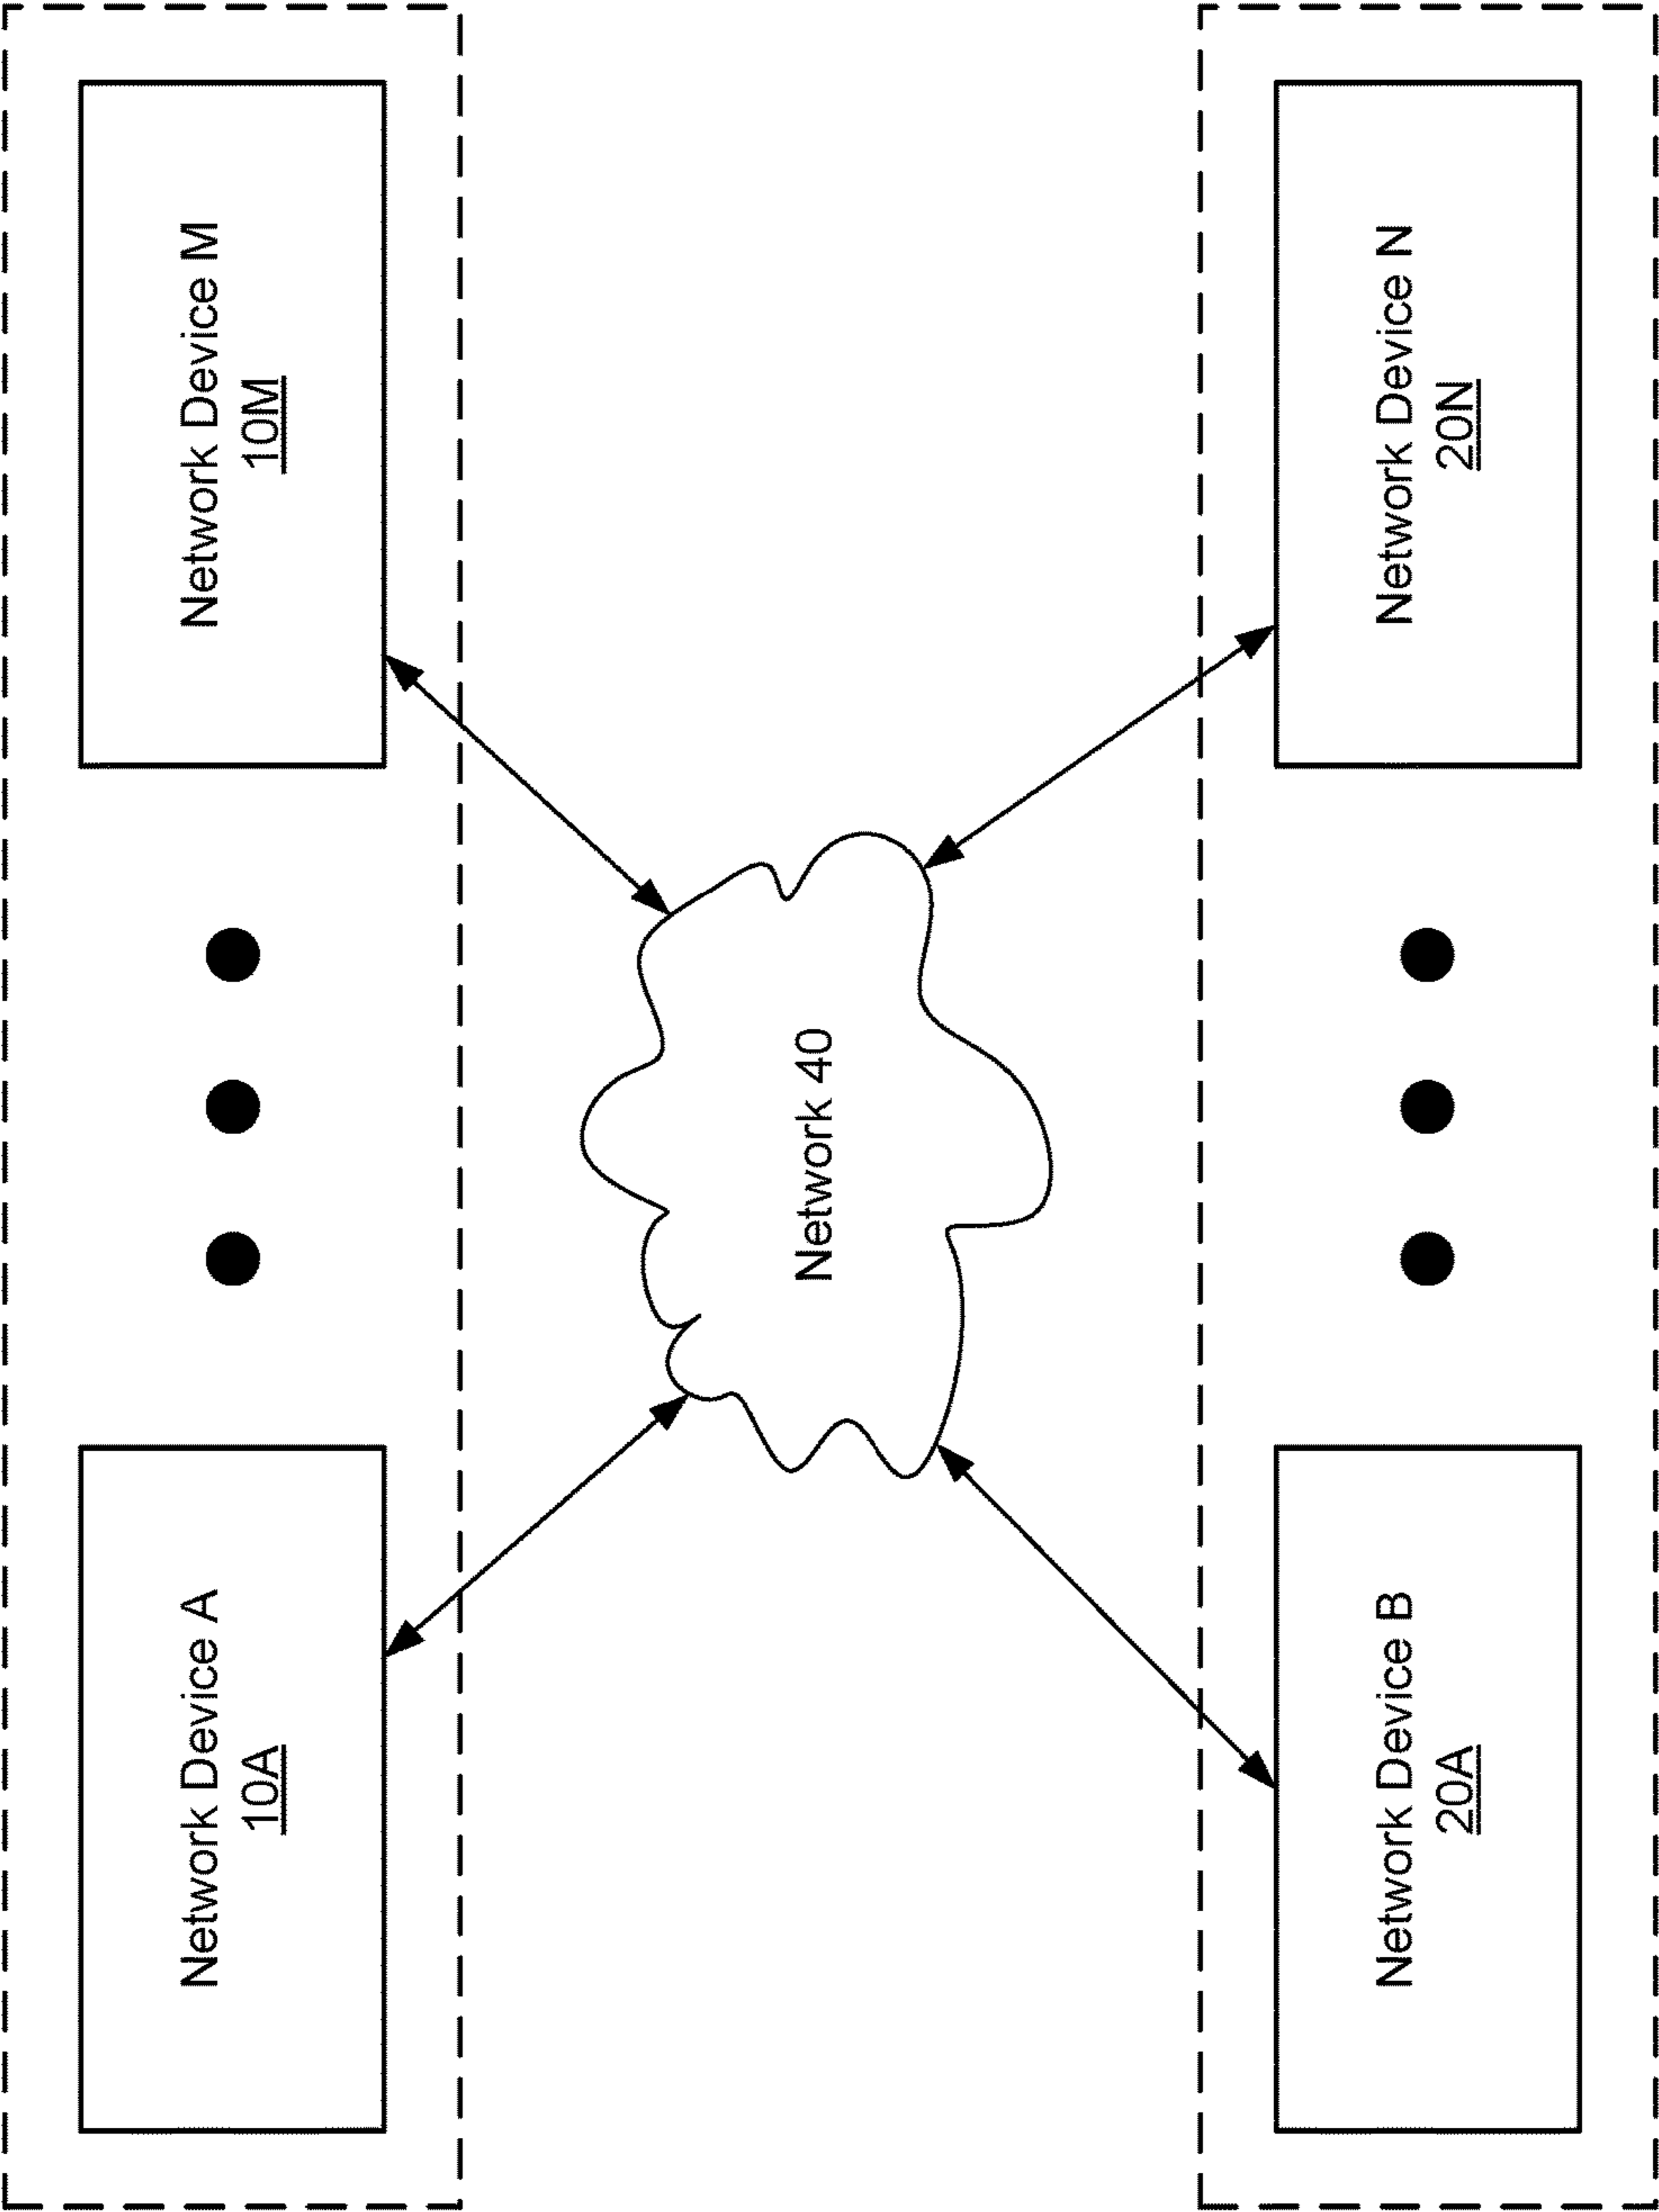 Network Device A
10A
Network Device M
10M
Network 40
Network Device B
20A
Network Device N
20N